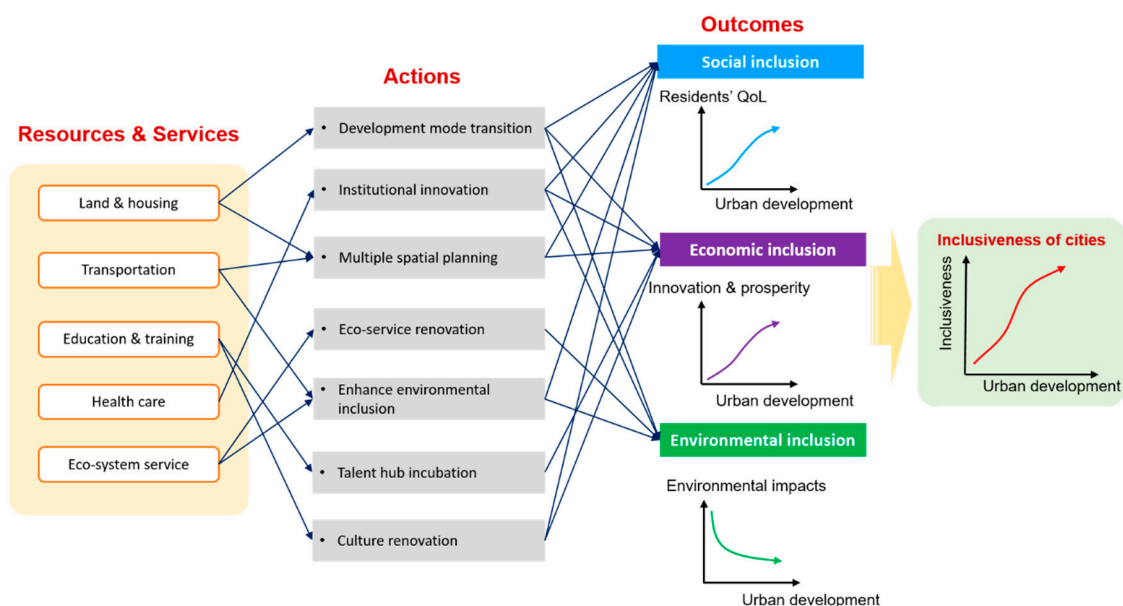 Resources & Services
Land & housing
Transportation
Education & training
Health care
Eco-system service
Actions
• Development mode transition
• Institutional innovation
• Multiple spatial planning
• Eco-service renovation
• Enhance environmental
inclusion
• Talent hub incubation
• Culture renovation
Outcomes
Social inclusion
Residents' QoL
Urban development
Economic inclusion
Innovation & prosperity
Urban development
Environmental inclusion
Environmental impacts
Urban development
Inclusiveness of cities
Inclusiveness
Urban development